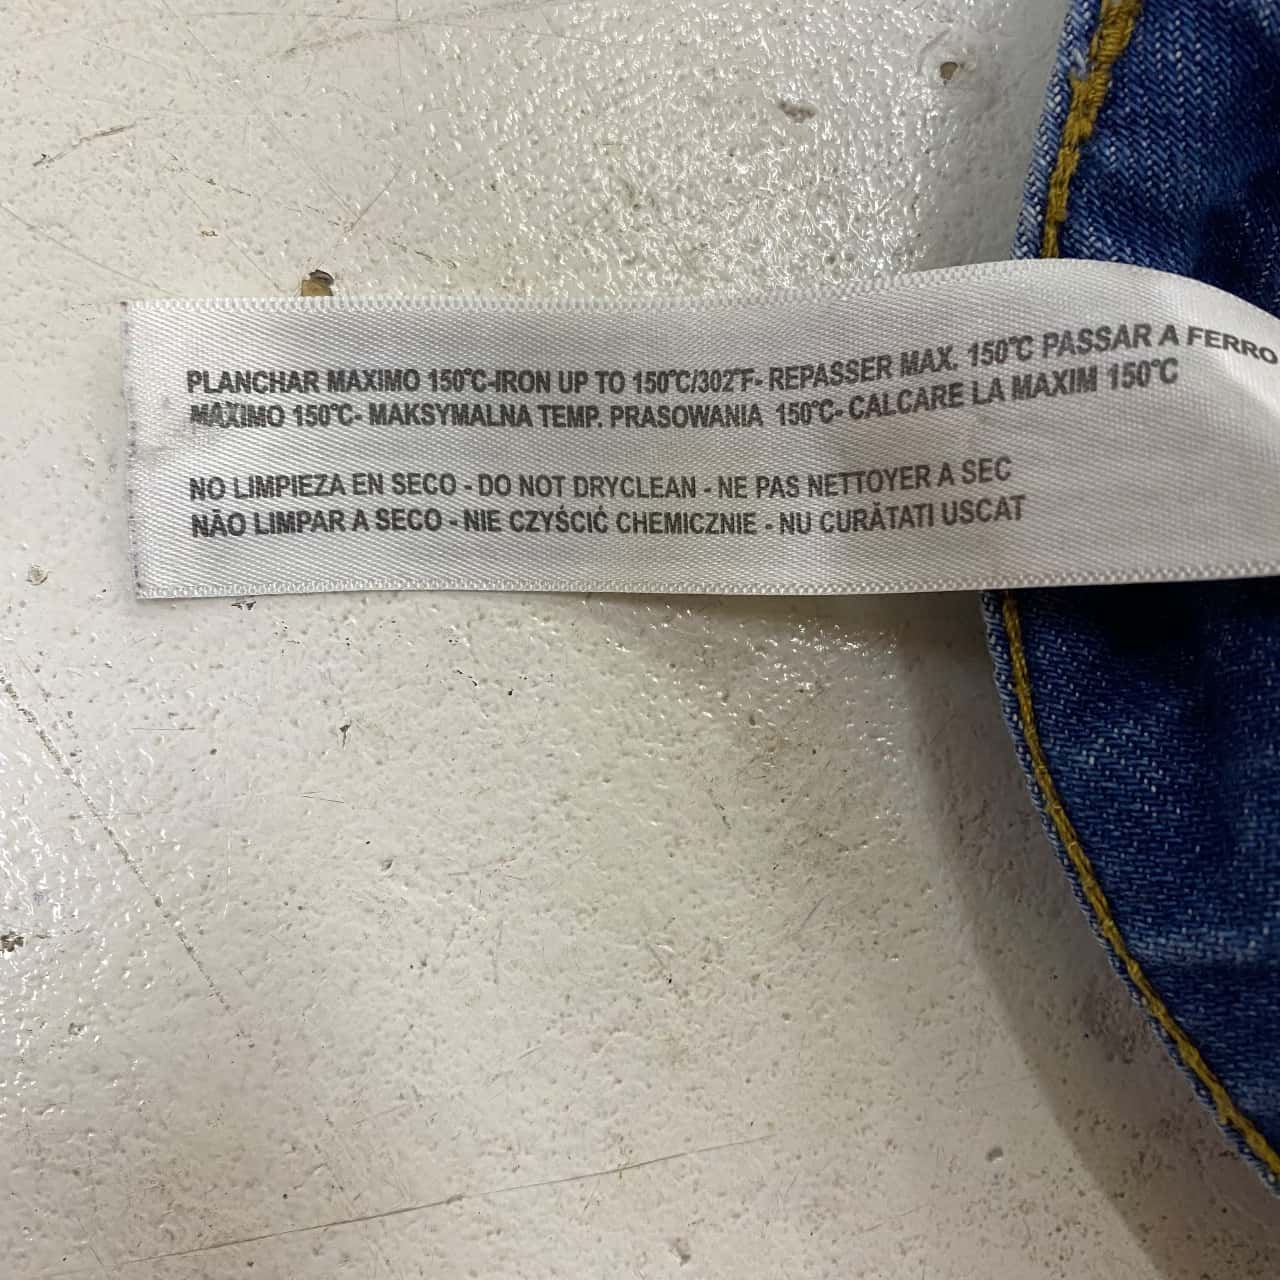 PLANCHAR MAXIMO 150°C-IRON UP TO 150°C/302°F- REPASSER MAX. 150°C PASSAR A FERRO
MÁXIMO 150°C- MAKSYMALNA TEMP. PRASOWANIA 150°C- CALCARE LA MAXIM 150°C
NO LIMPIEZA EN SECO - DO NOT DRYCLEAN - NE PAS NETTOYER A SEC
NÃO LIMPAR A SECO - NIE CZYŚCIĆ CHEMICZNIE - NU CURĂTATI USCAT